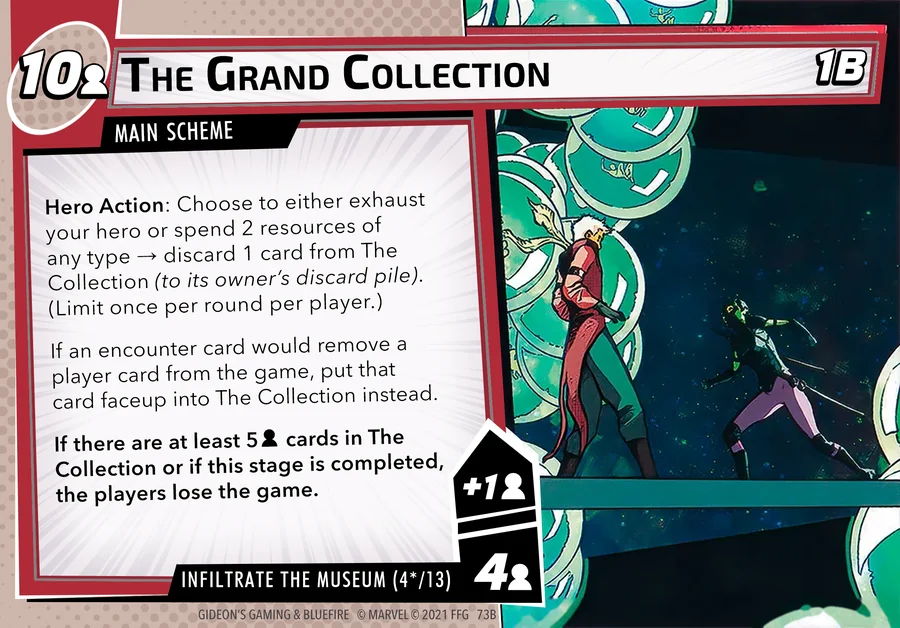 10
THE GRAND COLLECTION
1B
MAIN SCHEME
Hero Action: Choose to either exhaust
your hero or spend 2 resources of
any type → discard 1 card from The
Collection (to its owner's discard pile).
(Limit once per round per player.)
If an encounter card would remove a
player card from the game, put that
card faceup into The Collection instead.
If there are at least 5 cards in The
Collection or if this stage is completed,
the players lose the game.
+1
4
INFILTRATE THE MUSEUM (4*/13)
GIDEON'S GAMING & BLUEFIRE © MARVEL © 2021 FFG 73B